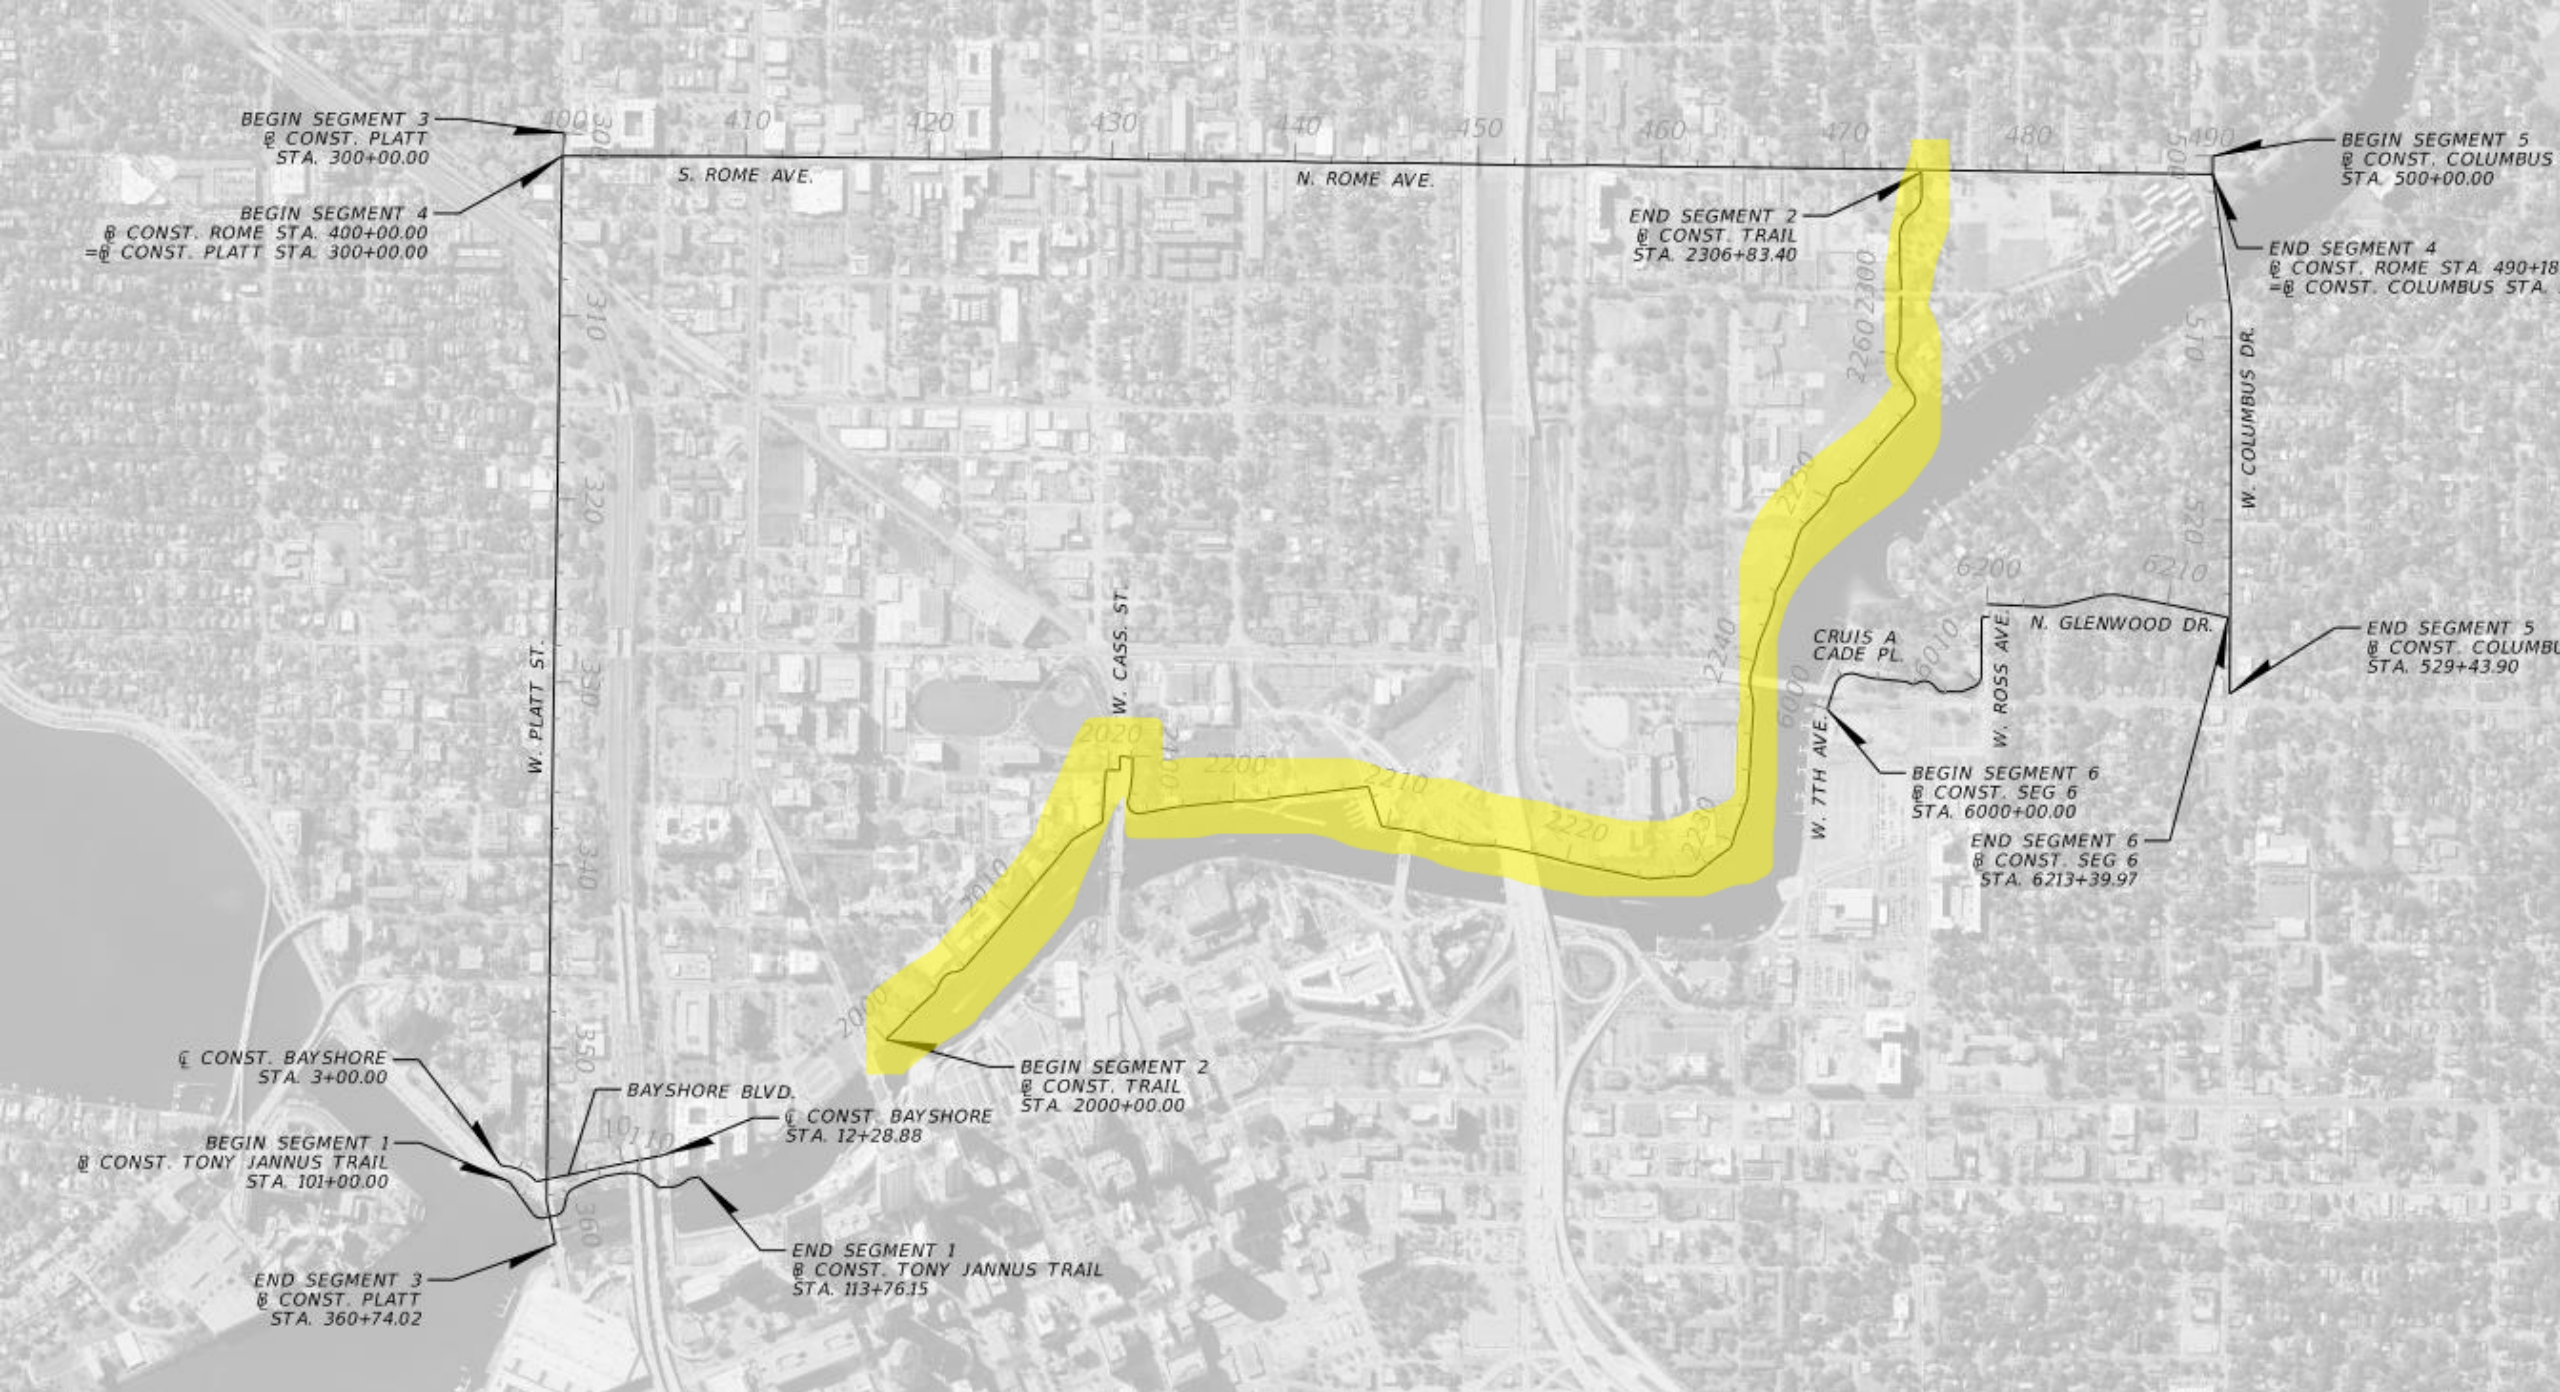 BEGIN SEGMENT 3
℄ CONST. PLATT
STA. 300+00.00
BEGIN SEGMENT 4
℄ CONST. ROME STA. 400+00.00
=℄ CONST. PLATT STA. 300+00.00
400
300
410
420
430
440
450
460
470
480
490
500
S. ROME AVE.
N. ROME AVE.
END SEGMENT 2
℄ CONST. TRAIL
STA. 2306+83.40
BEGIN SEGMENT 5
℄ CONST. COLUMBUS
STA. 500+00.00
END SEGMENT 4
℄ CONST. ROME STA. 490+18
=℄ CONST. COLUMBUS STA.
310
320
330
340
350
360
W. PLATT ST.
W. CASS. ST.
2300
2260
2250
2240
2230
2220
2210
2200
2100
2020
2010
2000
510
520
W. COLUMBUS DR.
6200
6210
N. GLENWOOD DR.
CRUIS A
CADE PL.
6010
6000
W. ROSS AVE.
W. 7TH AVE.
END SEGMENT 5
℄ CONST. COLUMBU
STA. 529+43.90
BEGIN SEGMENT 6
℄ CONST. SEG 6
STA. 6000+00.00
END SEGMENT 6
℄ CONST. SEG 6
STA. 6213+39.97
BEGIN SEGMENT 2
℄ CONST. TRAIL
STA. 2000+00.00
℄ CONST. BAYSHORE
STA. 3+00.00
BAYSHORE BLVD.
℄ CONST. BAYSHORE
STA. 12+28.88
10
110
BEGIN SEGMENT 1
℄ CONST. TONY JANNUS TRAIL
STA. 101+00.00
END SEGMENT 1
℄ CONST. TONY JANNUS TRAIL
STA. 113+76.15
END SEGMENT 3
℄ CONST. PLATT
STA. 360+74.02